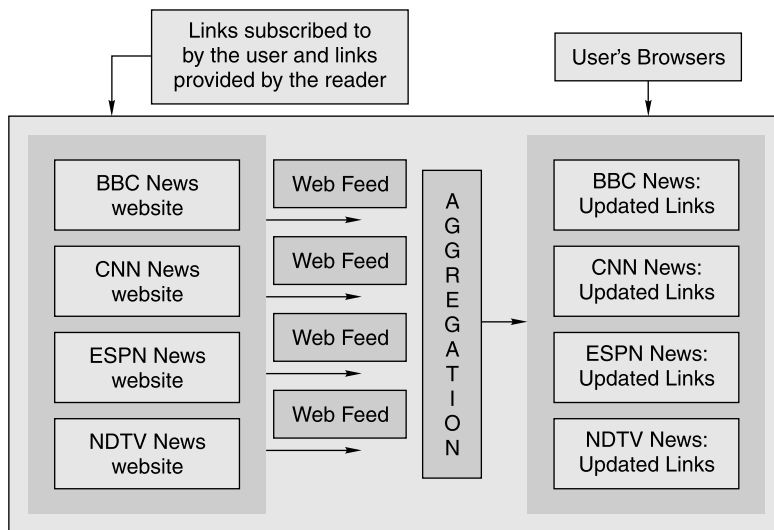 Links subscribed to
by the user and links
provided by the reader
User's Browsers
BBC News
website
CNN News
website
ESPN News
website
NDTV News
website
Web Feed
Web Feed
Web Feed
Web Feed
AGGREGATION
BBC News:
Updated Links
CNN News:
Updated Links
ESPN News:
Updated Links
NDTV News:
Updated Links